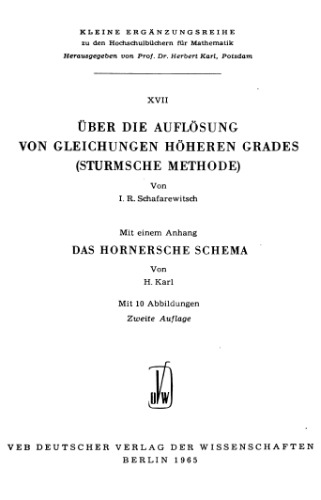 KLEINE ERGÄNZUNGSREIHE
zu den Hochschulbüchern für Mathematik
Herausgegeben von Prof. Dr. Herbert Karl, Potsdam
XVII
ÜBER DIE AUFLÖSUNG
VON GLEICHUNGEN HÖHEREN GRADES
(STURMSCHE METHODE)
Von
I. R. Schafarewitsch
Mit einem Anhang
DAS HORNERSCHE SCHEMA
Von
H. Karl
Mit 10 Abbildungen
Zweite Auflage
VEB DEUTSCHER VERLAG DER WISSENSCHAFTEN
BERLIN 1965